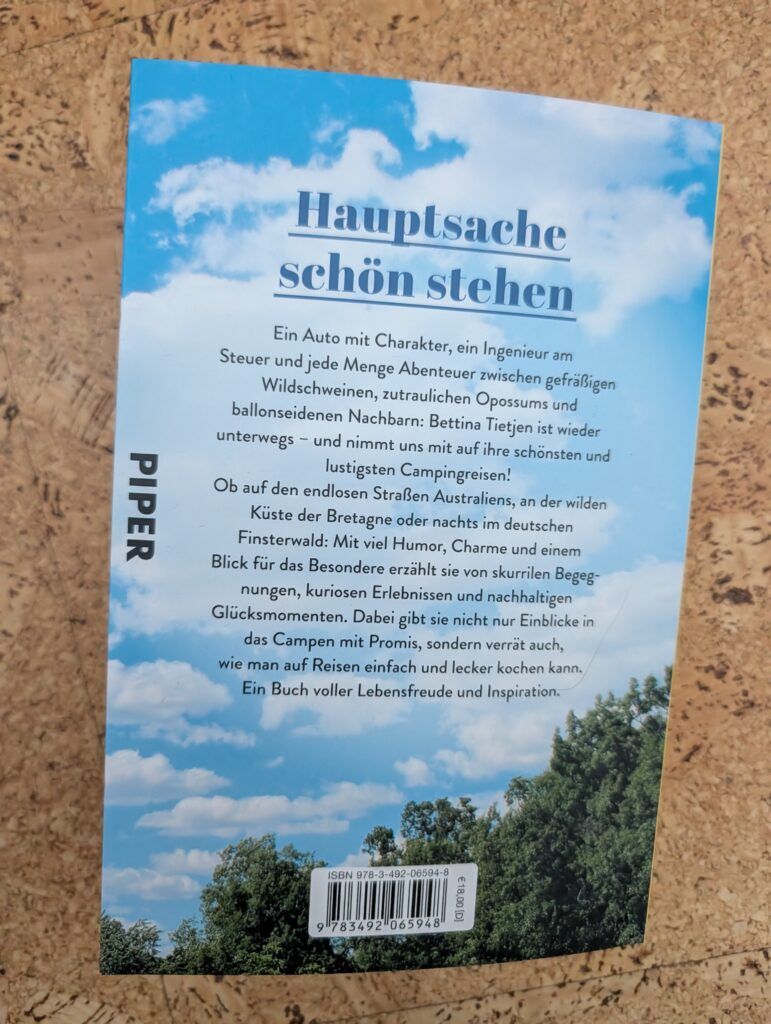 Hauptsache
schön stehen
Ein Auto mit Charakter, ein Ingenieur am
Steuer und jede Menge Abenteuer zwischen gefräßigen
Wildschweinen, zutraulichen Opossums und
ballonseidenen Nachbarn: Bettina Tietjen ist wieder
unterwegs – und nimmt uns mit auf ihre schönsten und
lustigsten Campingreisen!
Ob auf den endlosen Straßen Australiens, an der wilden
Küste der Bretagne oder nachts im deutschen
Finsterwald: Mit viel Humor, Charme und einem
Blick für das Besondere erzählt sie von skurrilen Begeg-
nungen, kuriosen Erlebnissen und nachhaltigen
Glücksmomenten. Dabei gibt sie nicht nur Einblicke in
das Campen mit Promis, sondern verrät auch,
wie man auf Reisen einfach und lecker kochen kann.
Ein Buch voller Lebensfreude und Inspiration.
PIPER
ISBN 978-3-492-06594-8
€ 18,00 [D]
9 783492 065948